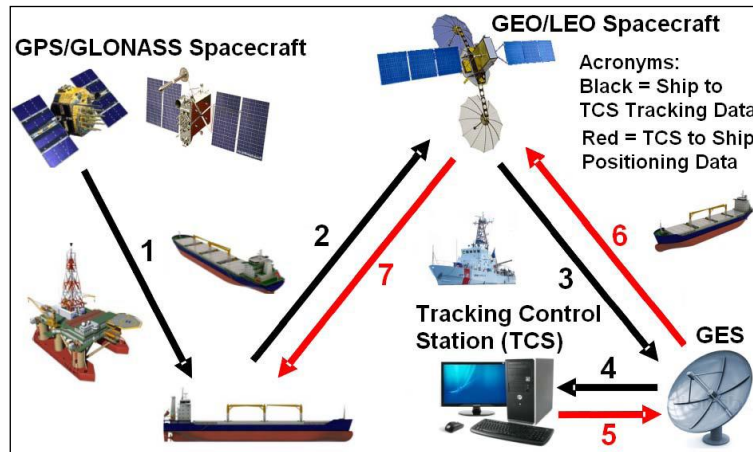 GPS/GLONASS Spacecraft
GEO/LEO Spacecraft
Acronyms:
Black = Ship to
TCS Tracking Data
Red = TCS to Ship
Positioning Data
1
2
7
3
6
Tracking Control
Station (TCS)
GES
4
5